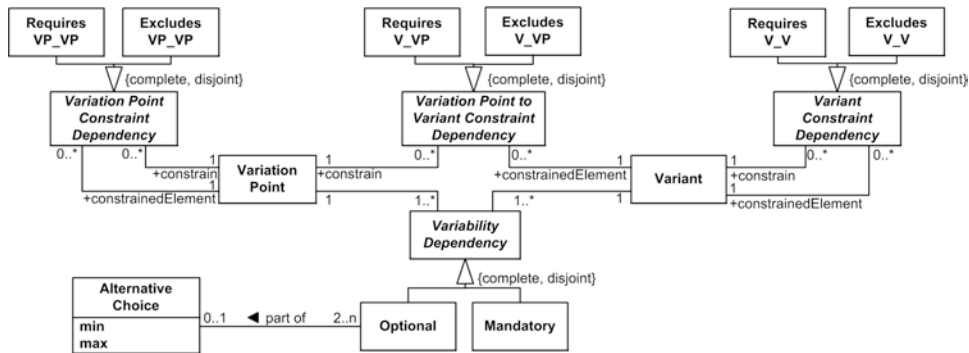 Requires
VP_VP
Excludes
VP_VP
Requires
V_VP
Excludes
V_VP
Requires
V_V
Excludes
V_V
{complete, disjoint}
{complete, disjoint}
{complete, disjoint}
Variation Point
Constraint
Dependency
Variation Point to
Variant Constraint
Dependency
Variant
Constraint
Dependency
0..*
0..*
0..*
0..*
0..*
0..*
1
+constrain
1
+constrainedElement
Variation
Point
1
+constrain
1
1
+constrainedElement
1
Variant
1
+constrain
1
+constrainedElement
1..*
1..*
Variability
Dependency
{complete, disjoint}
Alternative
Choice
min
max
0..1
◄ part of
2..n
Optional
Mandatory